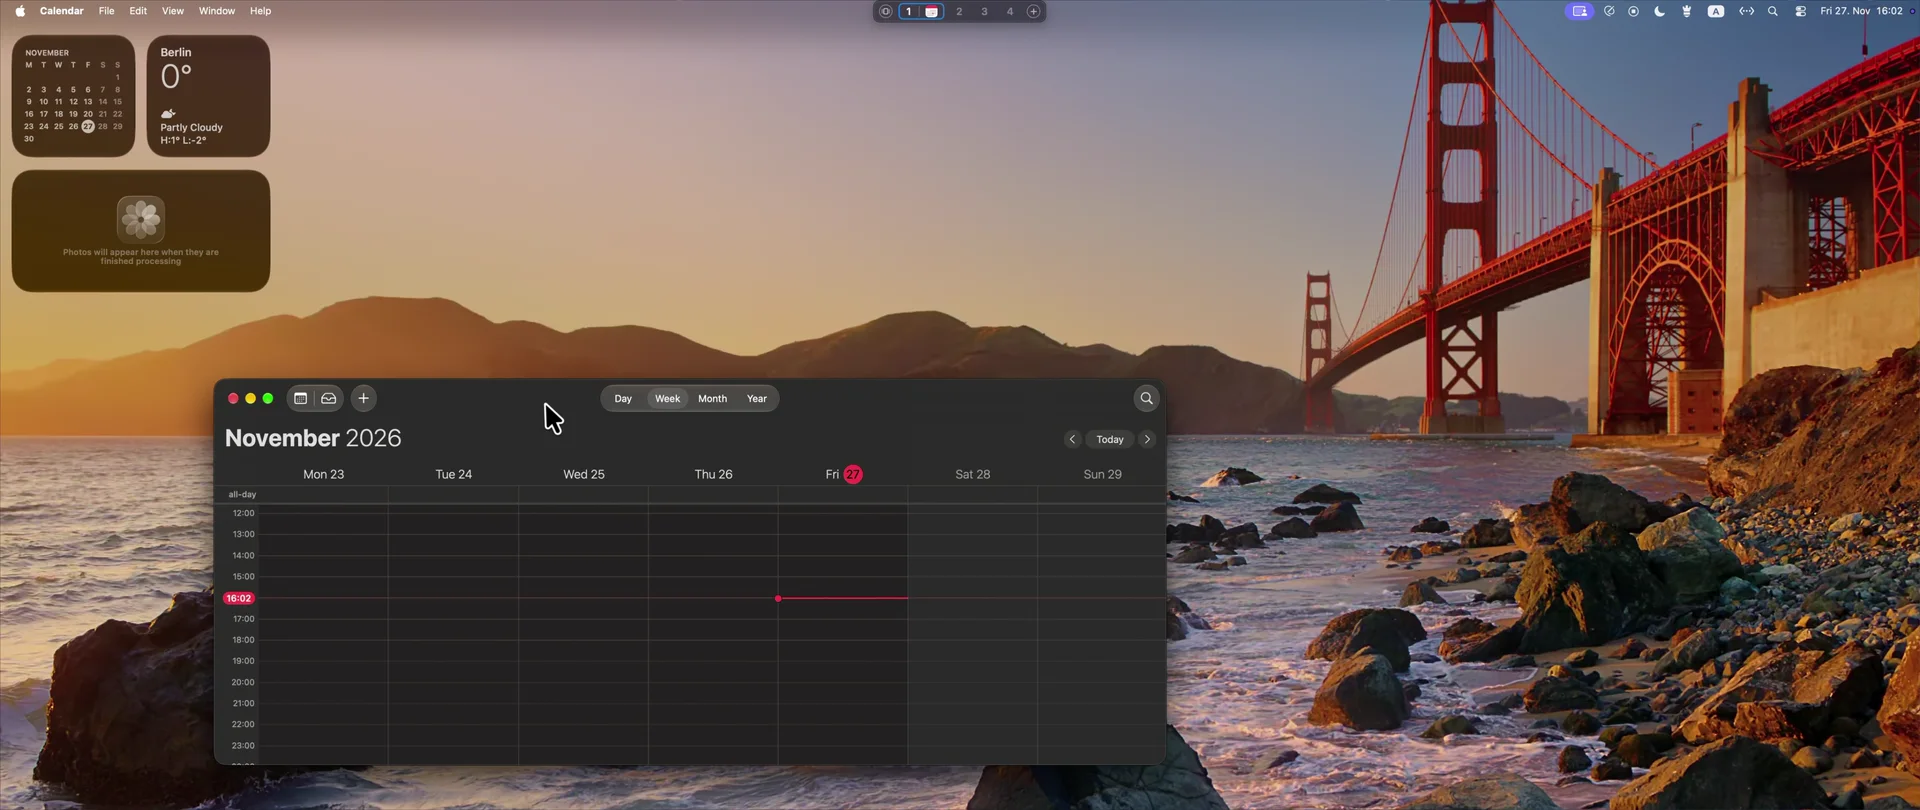 Calendar File Edit View Window Help
1 2 3 4
A
Fri 27. Nov 16:02
NOVEMBER
M T W T F S S
1
2 3 4 5 6 7 8
9 10 11 12 13 14 15
16 17 18 19 20 21 22
23 24 25 26 27 28 29
30
Berlin
0°
Partly Cloudy
H:1° L:-2°
Photos will appear here when they are
finished processing
Day Week Month Year
November 2026
Today
Mon 23 Tue 24 Wed 25 Thu 26 Fri 27 Sat 28 Sun 29
all-day
12:00
13:00
14:00
15:00
16:02
17:00
18:00
19:00
20:00
21:00
22:00
23:00